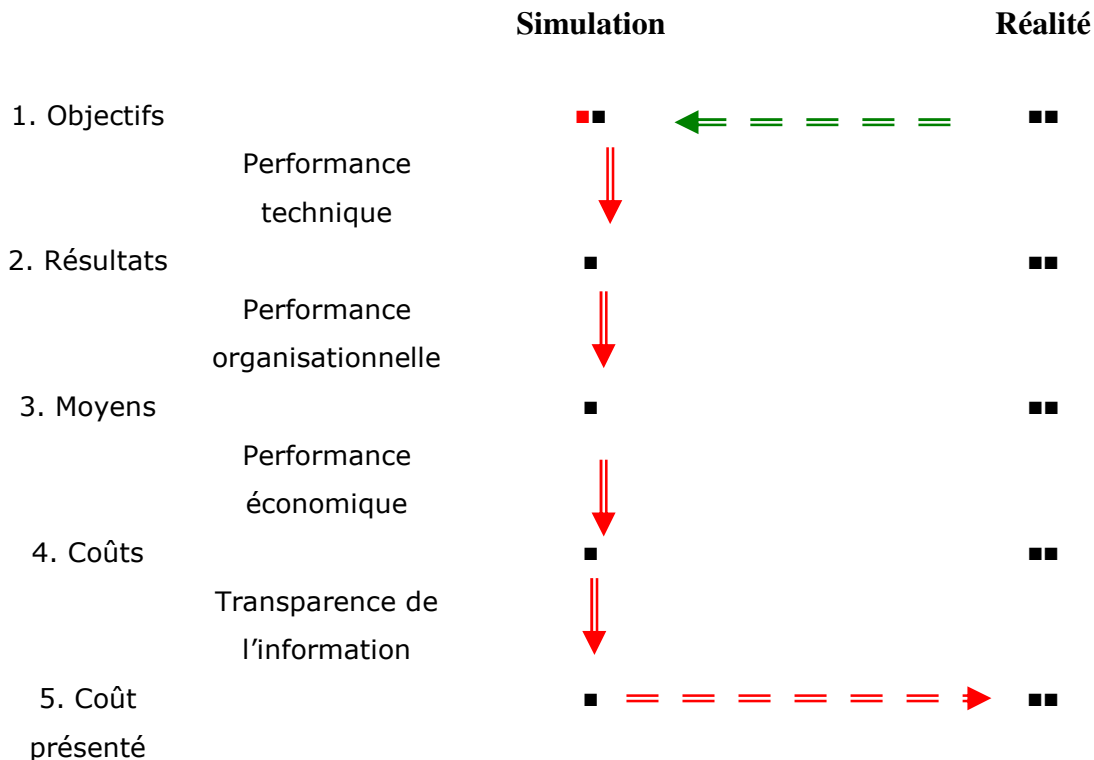 Simulation Réalité
1. Objectifs
Performance
technique
2. Résultats
Performance
organisationnelle
3. Moyens
Performance
économique
4. Coûts
Transparence de
l’information
5. Coût
présenté